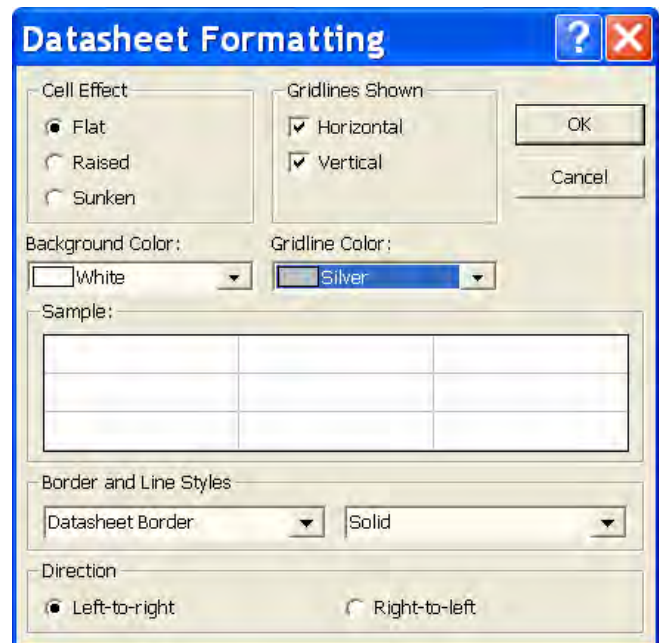 Datasheet Formatting ?
Cell Effect
Flat
Raised
Sunken
Gridlines Shown
Horizontal
Vertical
OK
Cancel
Background Color:
White
Gridline Color:
Silver
Sample:
Border and Line Styles
Datasheet Border
Solid
Direction
Left-to-right
Right-to-left